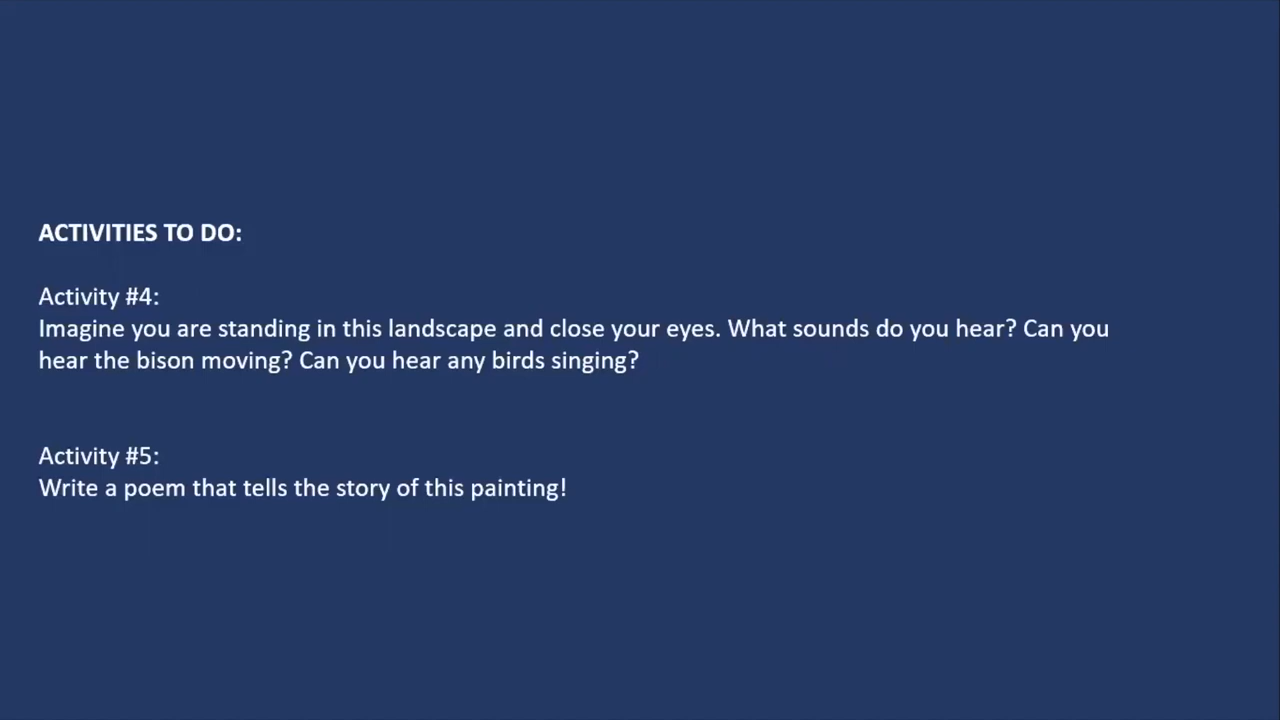 ACTIVITIES TO DO:
Activity #4:
Imagine you are standing in this landscape and close your eyes. What sounds do you hear? Can you
hear the bison moving? Can you hear any birds singing?
Activity #5:
Write a poem that tells the story of this painting!